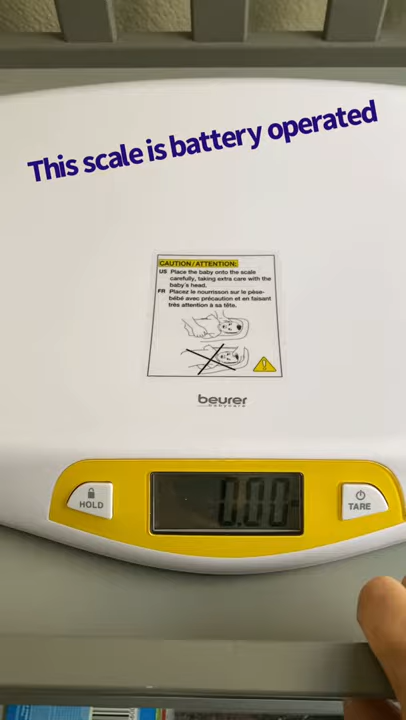 This scale is battery operated
CAUTION/ATTENTION:
US Place the baby onto the scale
carefully, taking extra care with the
baby's head.
FR Placez le nourrisson sur le pèse-
bébé avec précaution et en faisant
très attention à sa tête.
beurer
HOLD
0.00
TARE